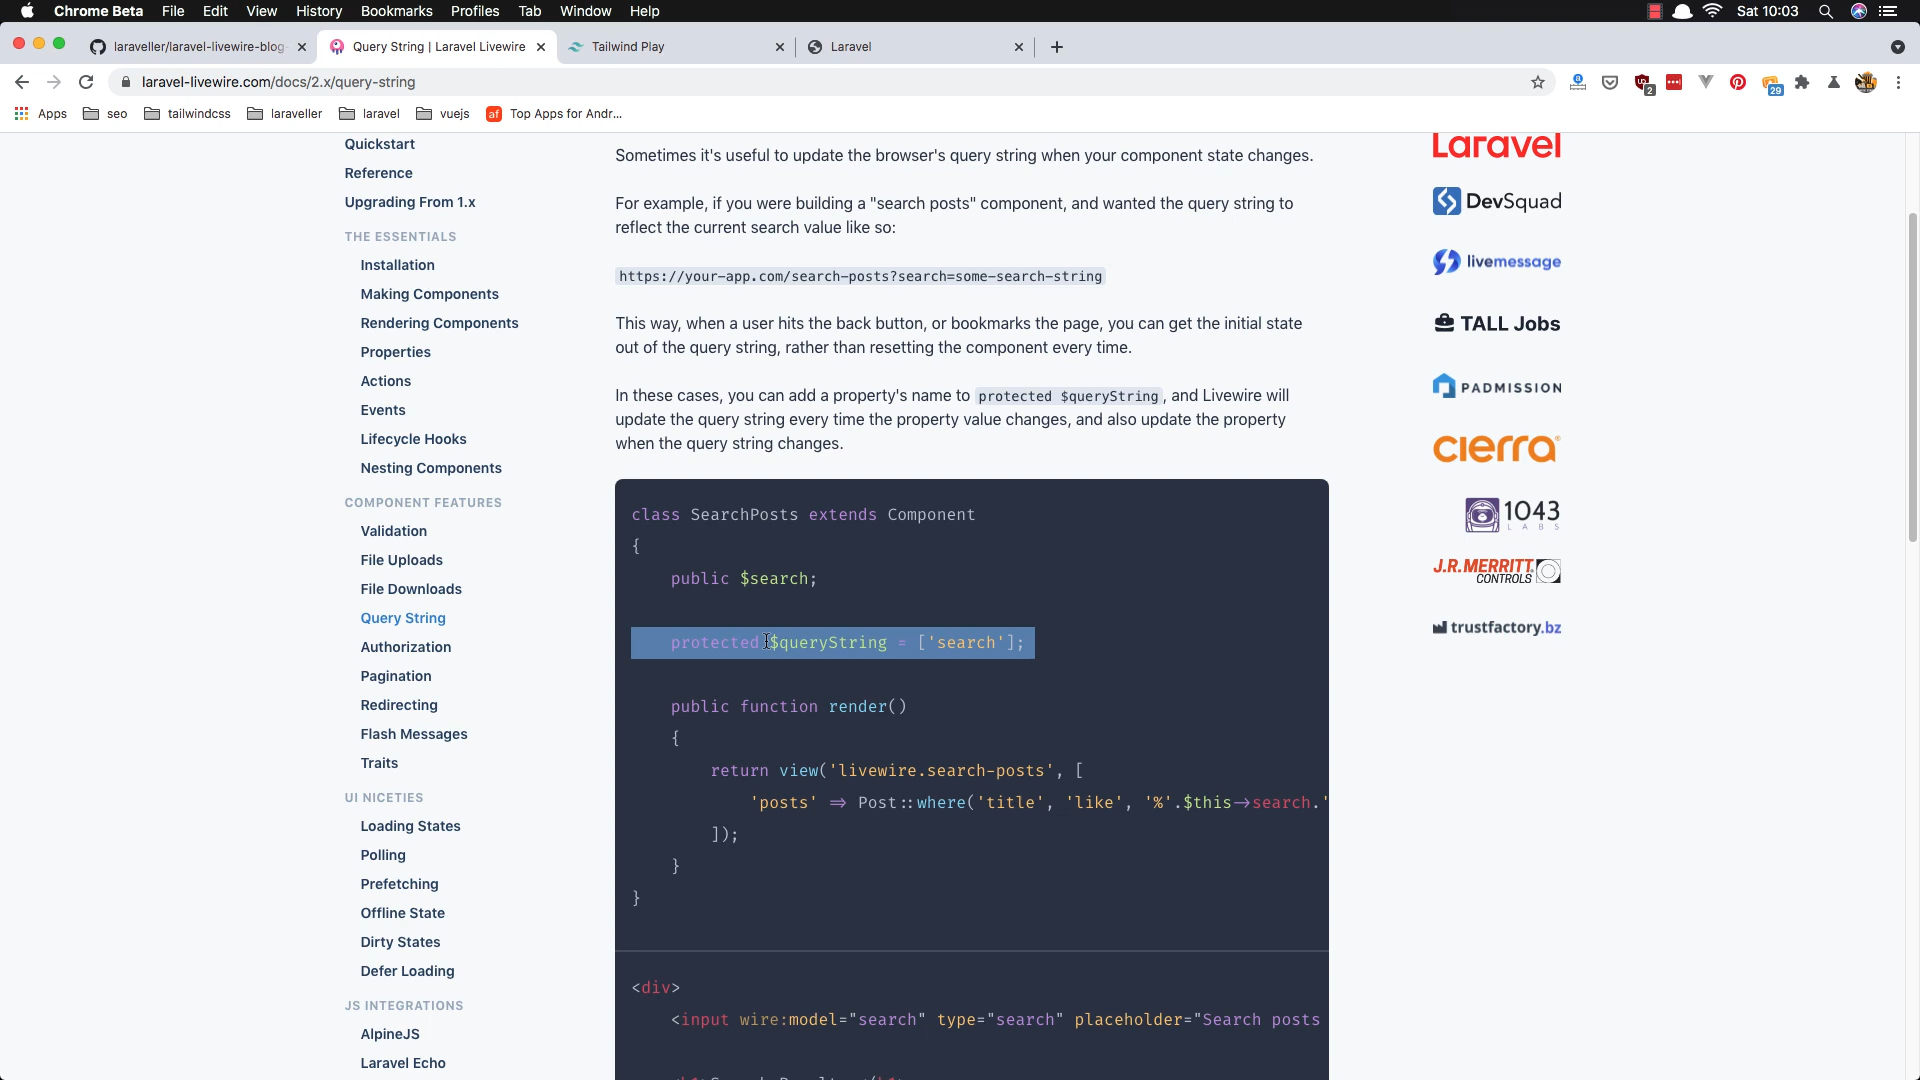 Chrome Beta File Edit View History Bookmarks Profiles Tab Window Help Sat 10:03
laraveller/laravel-livewire-blog Query String | Laravel Livewire Tailwind Play Laravel
laravel-livewire.com/docs/2.x/query-string 2 29
Apps seo tailwindcss laraveller laravel vuejs af Top Apps for Andr...
Quickstart
Reference
Upgrading From 1.x
THE ESSENTIALS
Installation
Making Components
Rendering Components
Properties
Actions
Events
Lifecycle Hooks
Nesting Components
COMPONENT FEATURES
Validation
File Uploads
File Downloads
Query String
Authorization
Pagination
Redirecting
Flash Messages
Traits
UI NICETIES
Loading States
Polling
Prefetching
Offline State
Dirty States
Defer Loading
JS INTEGRATIONS
AlpineJS
Laravel Echo
Sometimes it's useful to update the browser's query string when your component state changes.
For example, if you were building a "search posts" component, and wanted the query string to
reflect the current search value like so:
https://your-app.com/search-posts?search=some-search-string
This way, when a user hits the back button, or bookmarks the page, you can get the initial state
out of the query string, rather than resetting the component every time.
In these cases, you can add a property's name to protected $queryString, and Livewire will
update the query string every time the property value changes, and also update the property
when the query string changes.
class SearchPosts extends Component
{
public $search;
protected $queryString = ['search'];
public function render()
{
return view('livewire.search-posts', [
'posts' => Post::where('title', 'like', '%'.$this->search.'
]);
}
}
<div>
<input wire:model="search" type="search" placeholder="Search posts
Laravel
DevSquad
livemessage
TALL Jobs
PADMISSION
cierra
1043
LABS
J.R.MERRITT
CONTROLS
trustfactory.bz